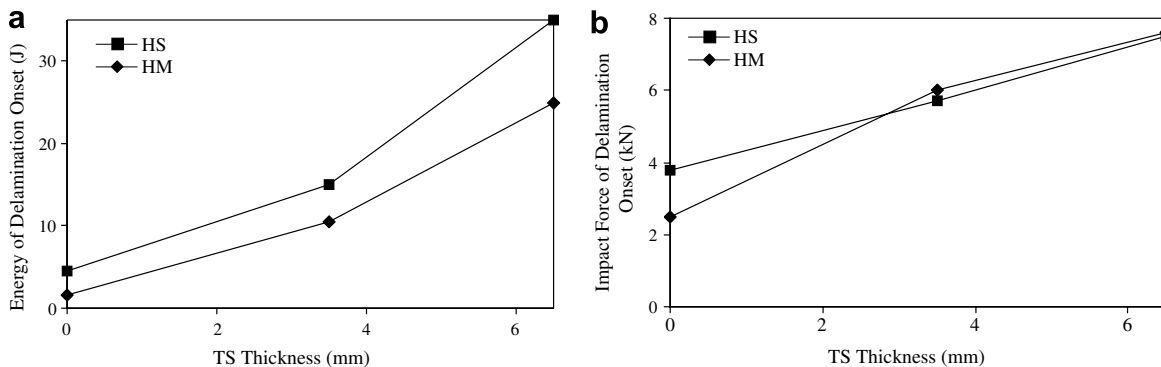 a
Energy of Delamination Onset (J)
30
20
10
0
HS
HM
0 2 4 6
TS Thickness (mm)
b
Impact Force of Delamination
Onset (kN)
8
6
4
2
0
HS
HM
0 2 4 6
TS Thickness (mm)